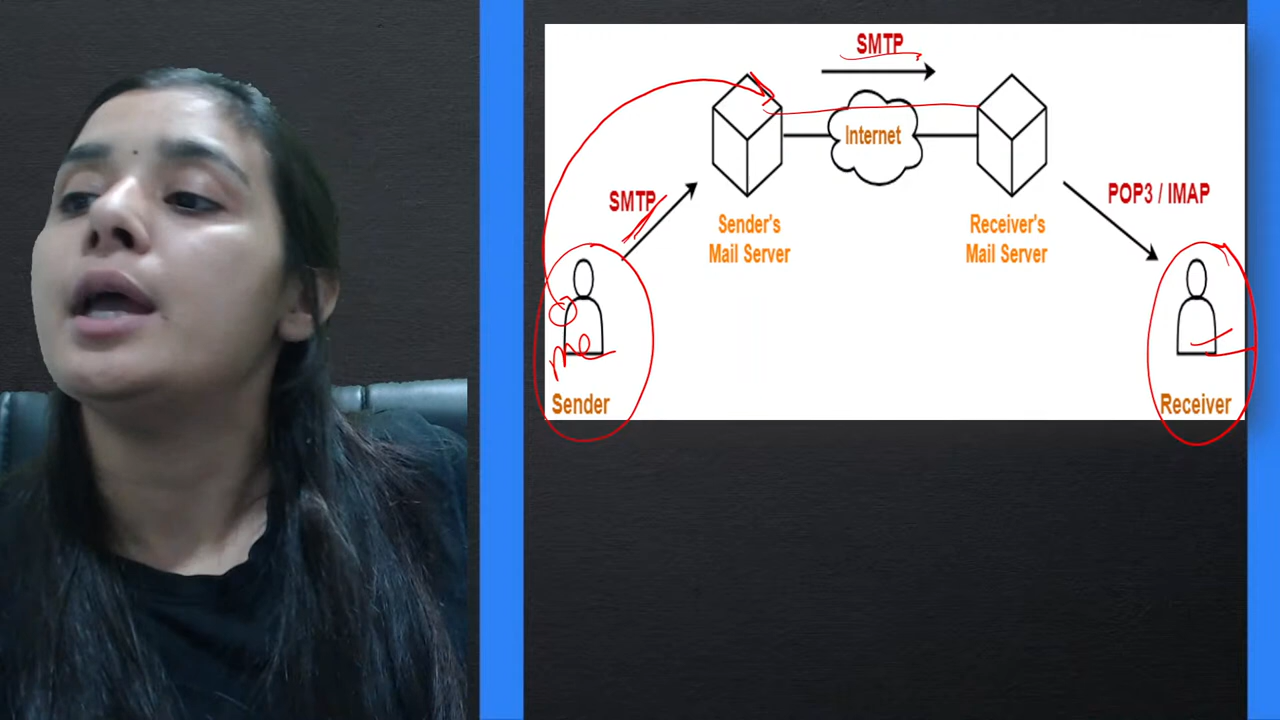 SMTP
Internet
SMTP
POP3 / IMAP
Sender's
Mail Server
Receiver's
Mail Server
me
Sender
Receiver